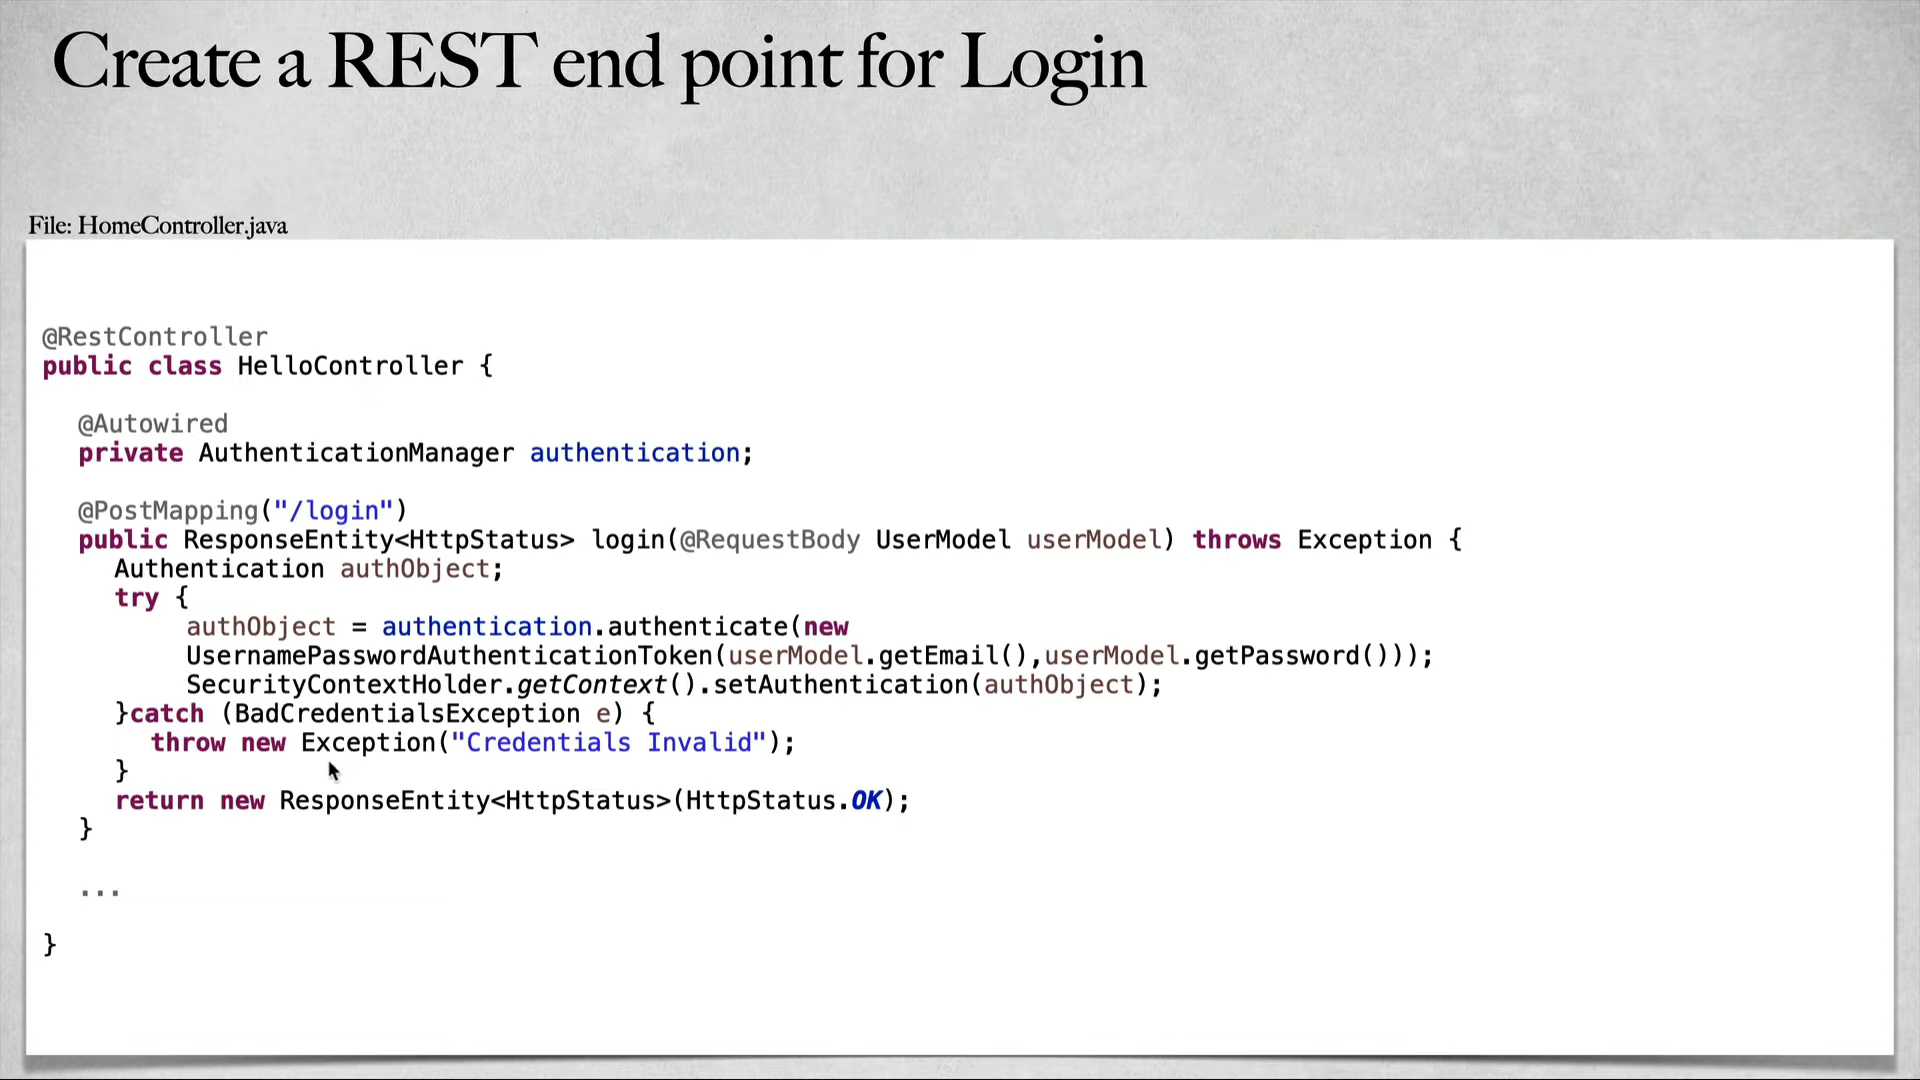 Create a REST end point for Login
File: HomeController.java
@RestController
public class HelloController {
@Autowired
private AuthenticationManager authentication;
@PostMapping("/login")
public ResponseEntity<HttpStatus> login(@RequestBody UserModel userModel) throws Exception {
Authentication authObject;
try {
authObject = authentication.authenticate(new
UsernamePasswordAuthenticationToken(userModel.getEmail(),userModel.getPassword()));
SecurityContextHolder.getContext().setAuthentication(authObject);
}catch (BadCredentialsException e) {
throw new Exception("Credentials Invalid");
}
return new ResponseEntity<HttpStatus>(HttpStatus.OK);
}
...
}